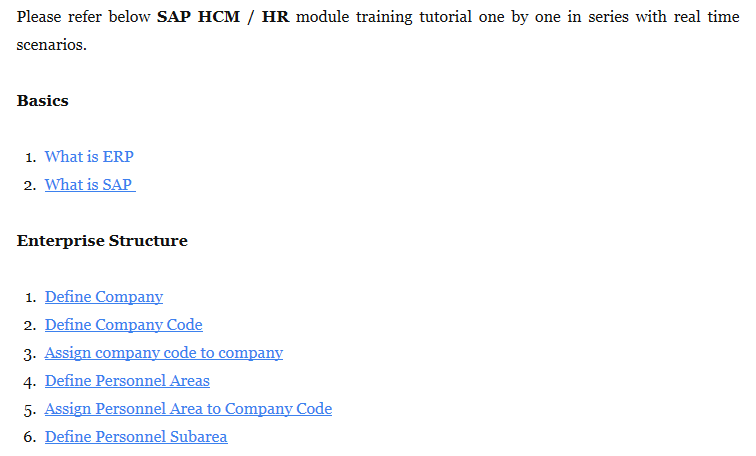 Please refer below SAP HCM / HR module training tutorial one by one in series with real time
scenarios.
Basics
1. What is ERP
2. What is SAP
Enterprise Structure
1. Define Company
2. Define Company Code
3. Assign company code to company
4. Define Personnel Areas
5. Assign Personnel Area to Company Code
6. Define Personnel Subarea